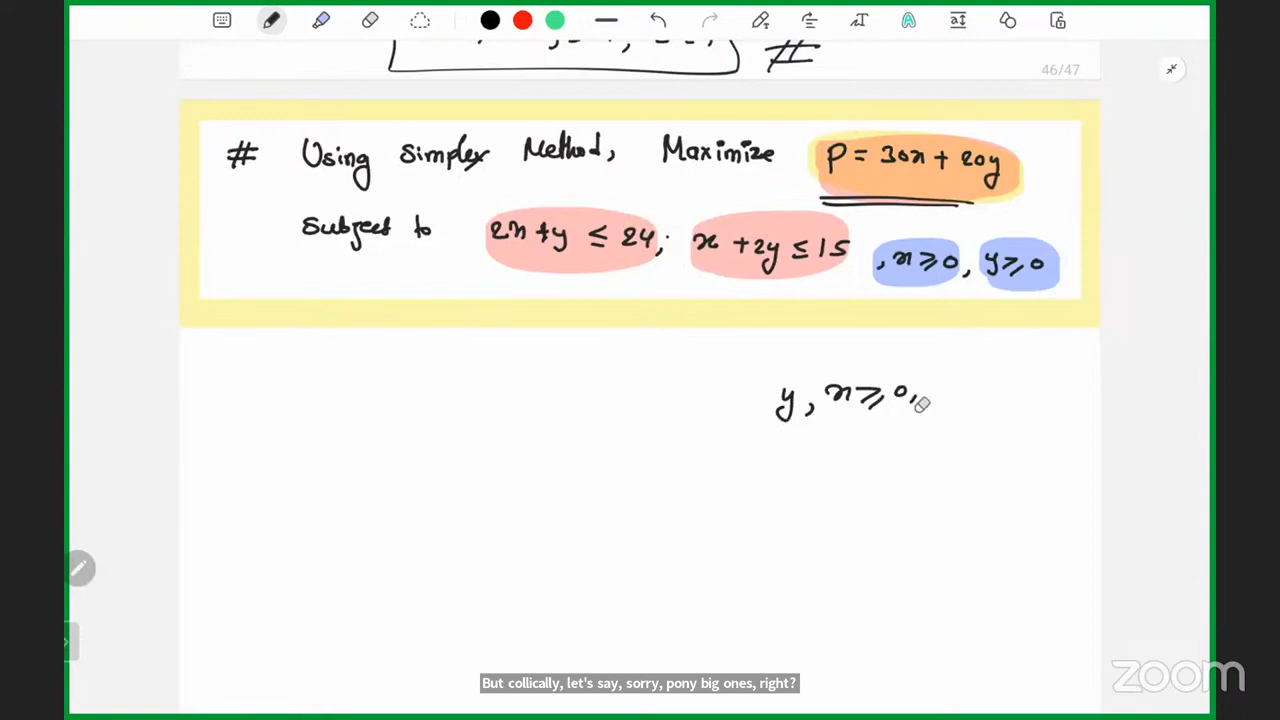 46/47
# Using Simplex Method, Maximize P = 30x + 20y
Subject to 2x + y ≤ 24; x + 2y ≤ 15, x ≥ 0, y ≥ 0
y, x ≥ 0,
But collically, let's say, sorry, pony big ones, right?
zoom